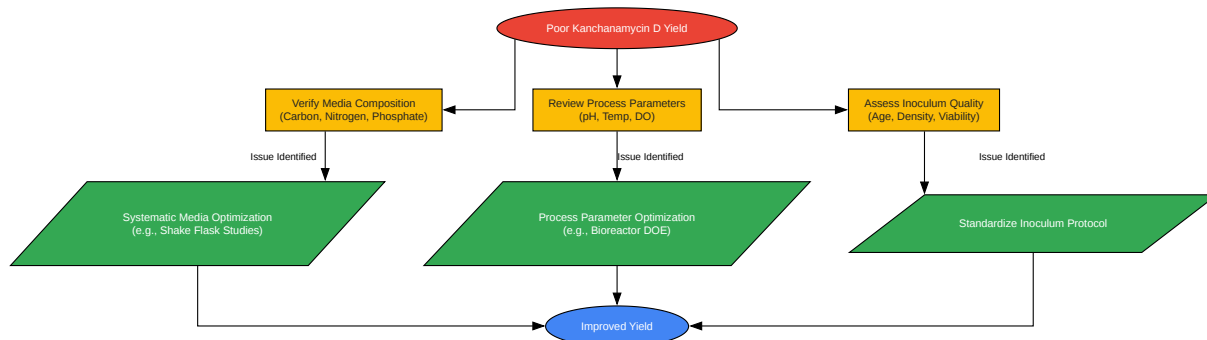 Poor Kanchanamycin D Yield
Verify Media Composition
(Carbon, Nitrogen, Phosphate)
Review Process Parameters
(pH, Temp, DO)
Assess Inoculum Quality
(Age, Density, Viability)
Issue Identified
Issue Identified
Issue Identified
Systematic Media Optimization
(e.g., Shake Flask Studies)
Process Parameter Optimization
(e.g., Bioreactor DOE)
Standardize Inoculum Protocol
Improved Yield